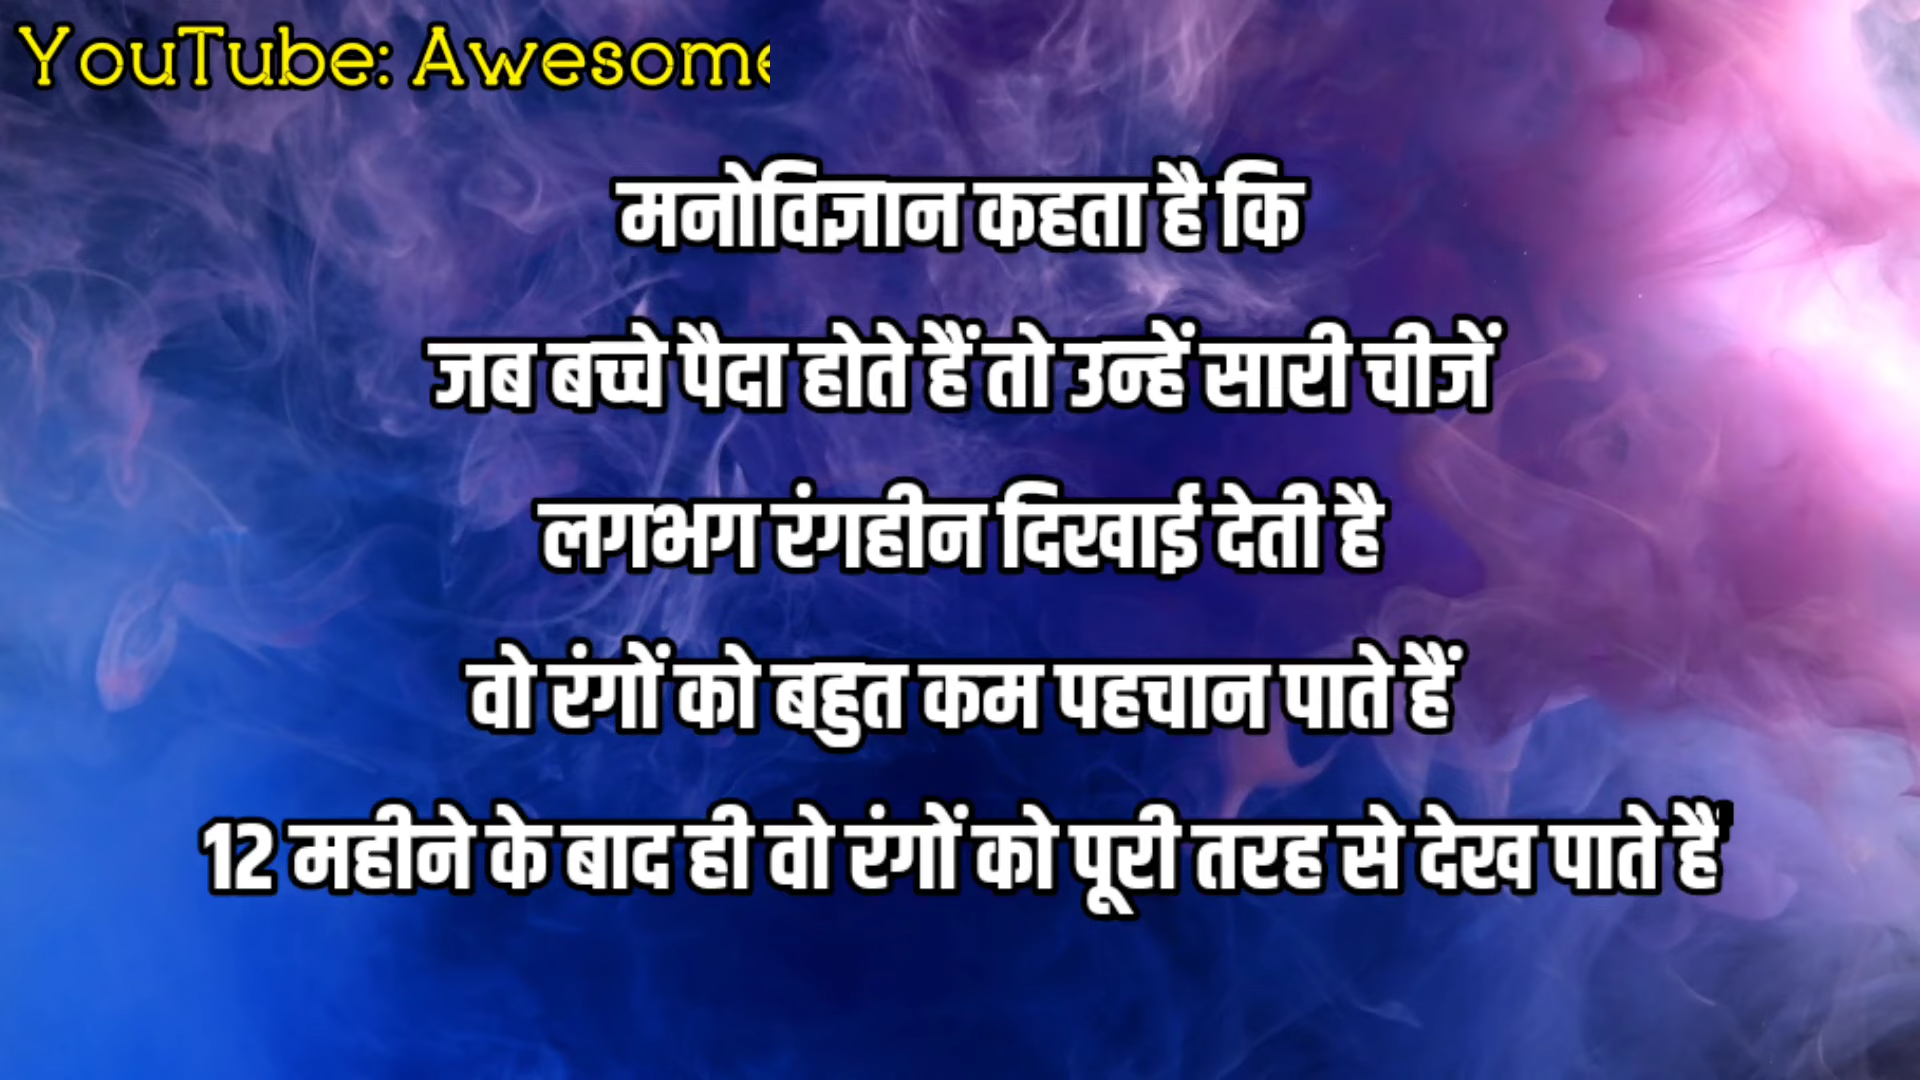 YouTube: Awesome
मनोविज्ञान कहता है कि
जब बच्चे पैदा होते हैं तो उन्हें सारी चीजें
लगभग रंगहीन दिखाई देती है
वो रंगों को बहुत कम पहचान पाते हैं
12 महीने के बाद ही वो रंगों को पूरी तरह से देख पाते हैं